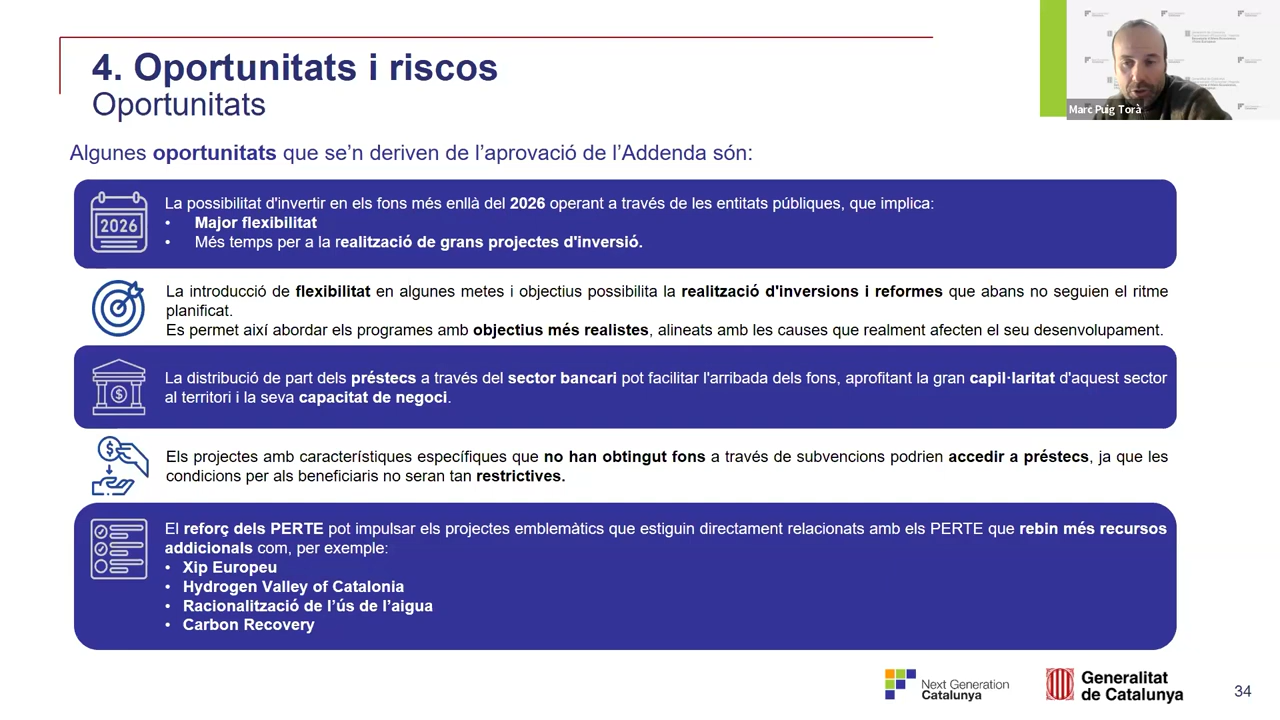 4. Oportunitats i riscos
Oportunitats
Marc Puig Torà
Algunes oportunitats que se’n deriven de l’aprovació de l’Addenda són:
2026
La possibilitat d'invertir en els fons més enllà del 2026 operant a través de les entitats públiques, que implica:
• Major flexibilitat
• Més temps per a la realització de grans projectes d'inversió.
La introducció de flexibilitat en algunes metes i objectius possibilita la realització d'inversions i reformes que abans no seguien el ritme
planificat.
Es permet així abordar els programes amb objectius més realistes, alineats amb les causes que realment afecten el seu desenvolupament.
$
La distribució de part dels préstecs a través del sector bancari pot facilitar l'arribada dels fons, aprofitant la gran capil·laritat d'aquest sector
al territori i la seva capacitat de negoci.
$
Els projectes amb característiques específiques que no han obtingut fons a través de subvencions podrien accedir a préstecs, ja que les
condicions per als beneficiaris no seran tan restrictives.
El reforç dels PERTE pot impulsar els projectes emblemàtics que estiguin directament relacionats amb els PERTE que rebin més recursos
addicionals com, per exemple:
• Xip Europeu
• Hydrogen Valley of Catalonia
• Racionalització de l’ús de l’aigua
• Carbon Recovery
Next Generation
Catalunya
Generalitat
de Catalunya
34